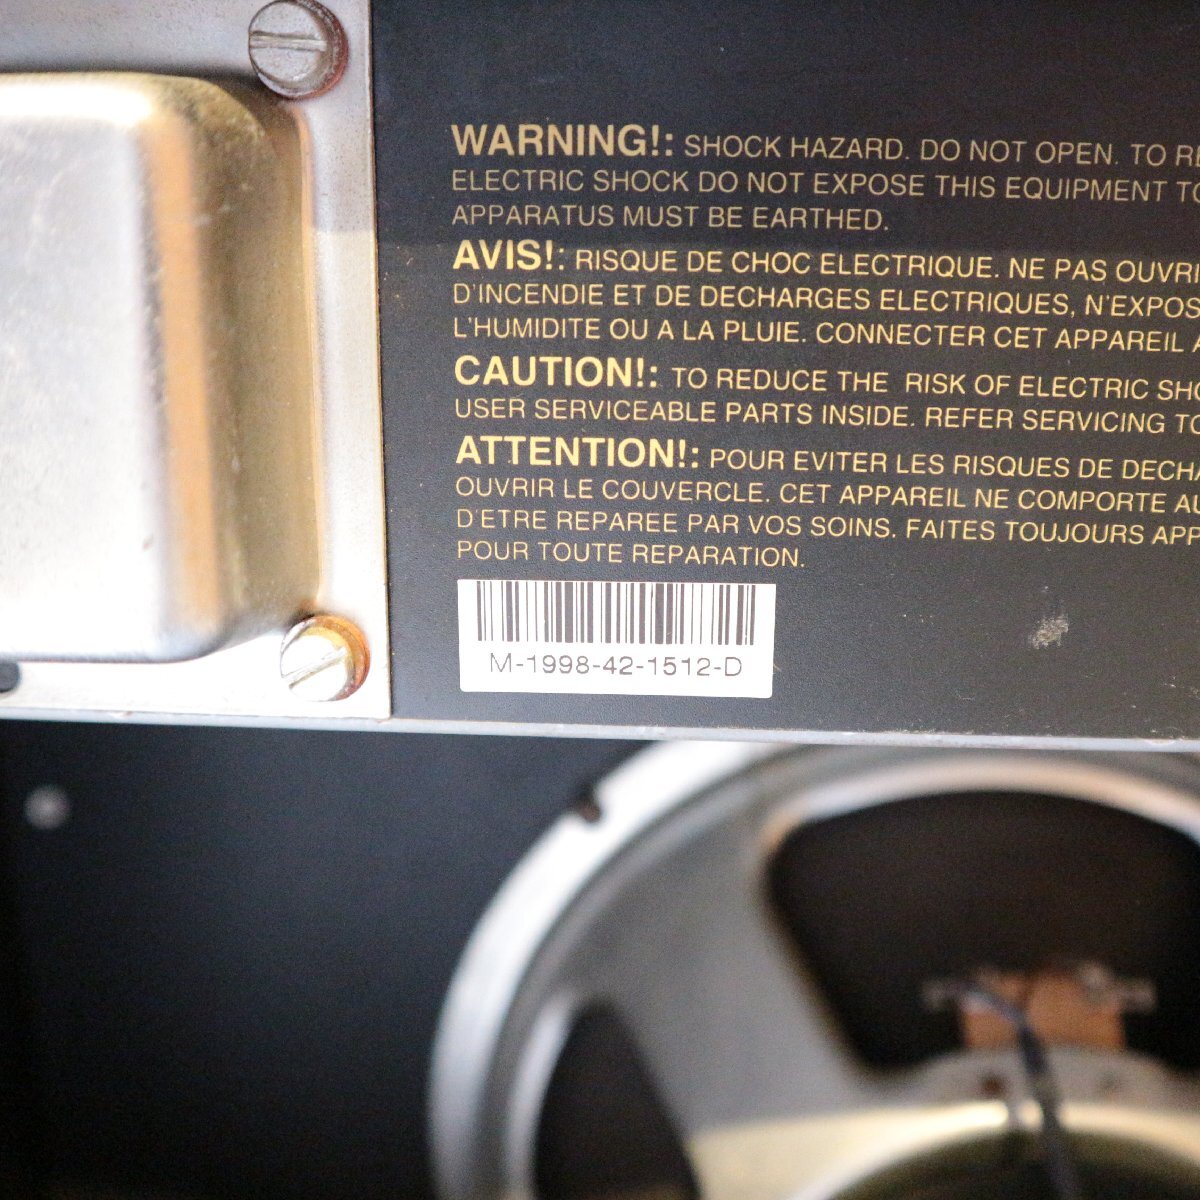 WARNING!: SHOCK HAZARD. DO NOT OPEN. TO
ELECTRIC SHOCK DO NOT EXPOSE THIS EQUIPMENT TO
APPARATUS MUST BE EARTHED.
AVIS!: RISQUE DE CHOC ELECTRIQUE. NE PAS OUVRI
D'INCENDIE ET DE DECHARGES ELECTRIQUES, N'EXPOS
L'HUMIDITE OU A LA PLUIE. CONNECTER CET APPAREIL A
CAUTION!: TO REDUCE THE RISK OF ELECTRIC SHO
USER SERVICEABLE PARTS INSIDE. REFER SERVICING TO
ATTENTION!: POUR EVITER LES RISQUES DE DECHA
OUVRIR LE COUVERCLE. CET APPAREIL NE COMPORTE AU
D'ETRE REPAREE PAR VOS SOINS. FAITES TOUJOURS APP
POUR TOUTE REPARATION.
M-1998-42-1512-D